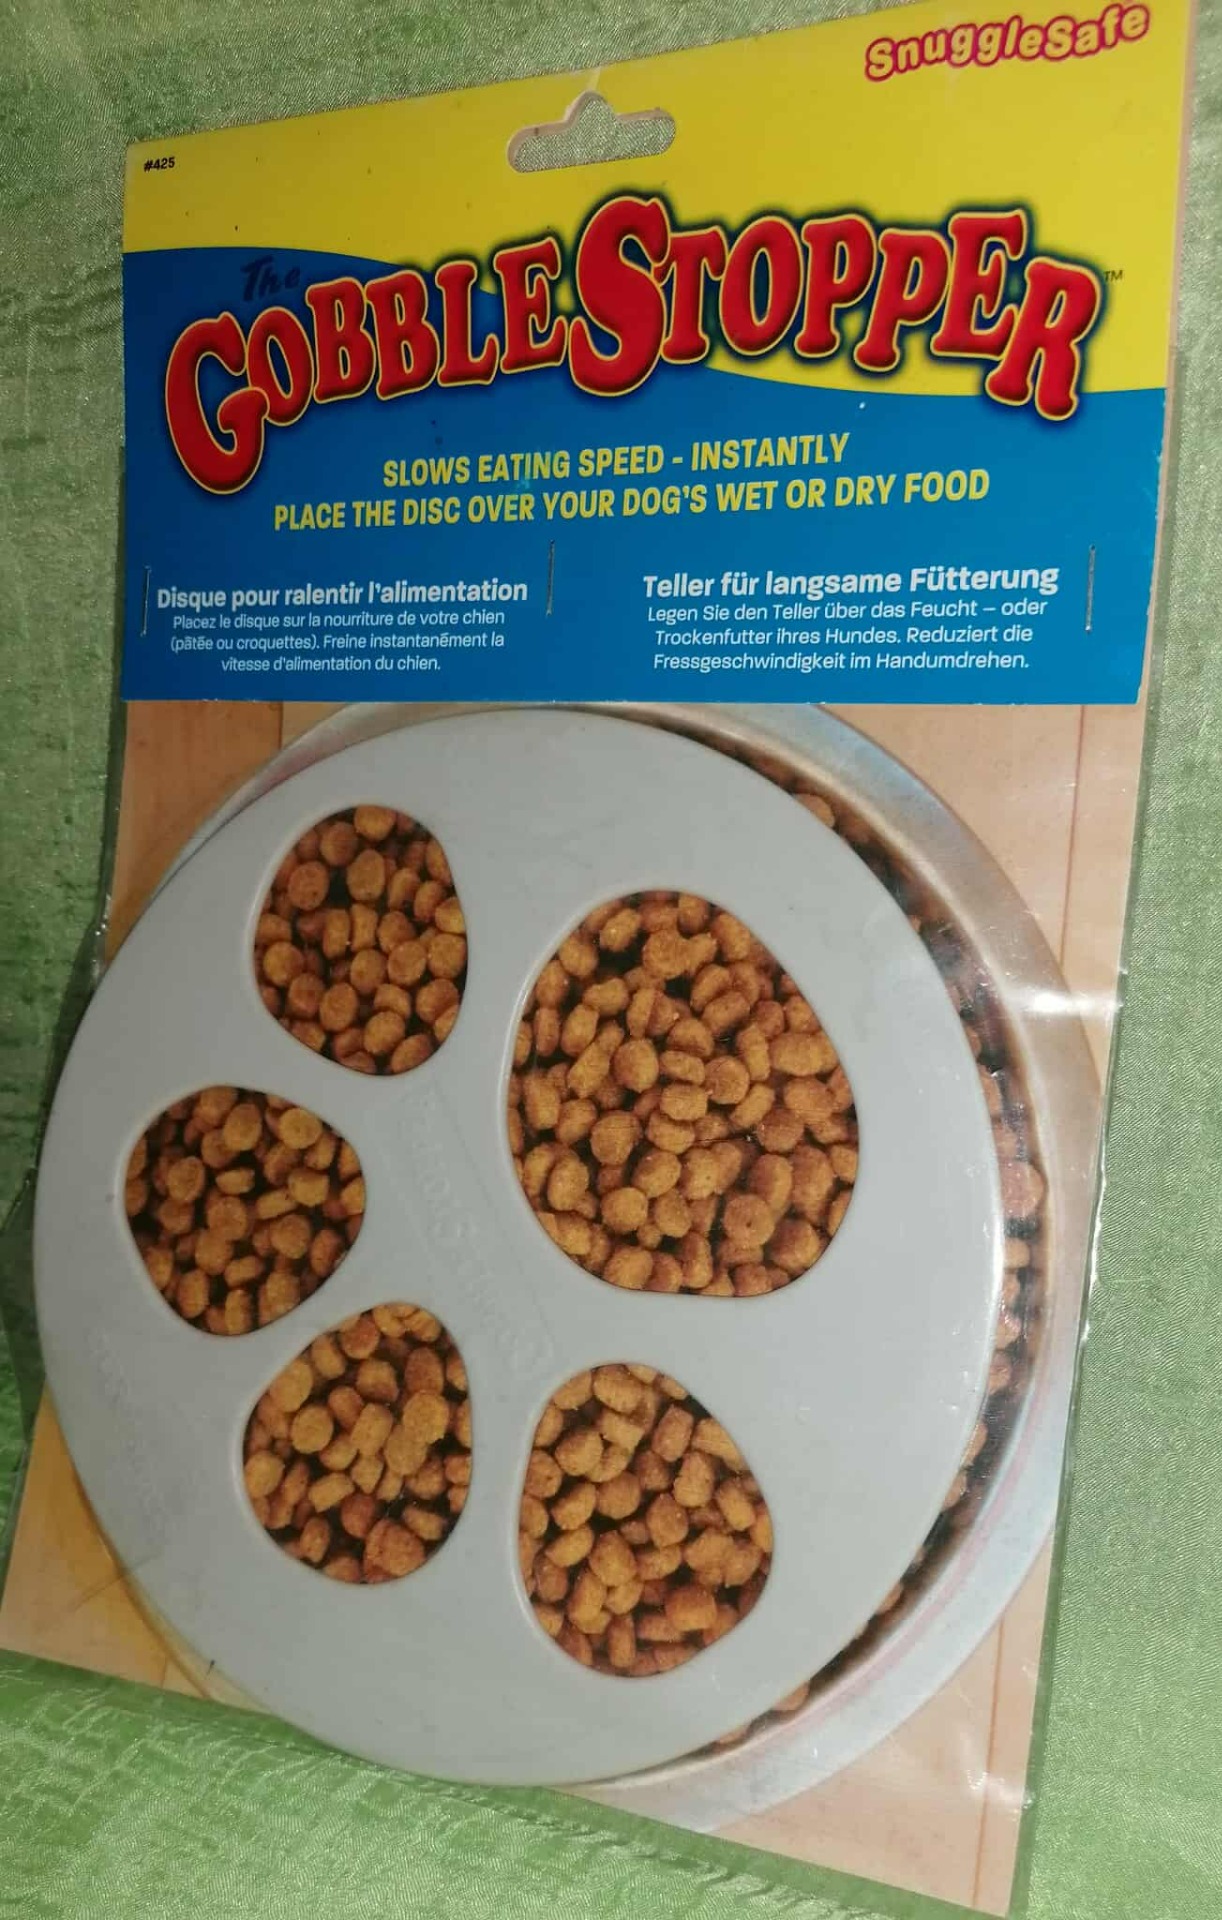 SnuggleSafe
#425
The
GOBBLESTOPPER™
SLOWS EATING SPEED - INSTANTLY
PLACE THE DISC OVER YOUR DOG'S WET OR DRY FOOD
Disque pour ralentir l'alimentation
Placez le disque sur la nourriture de votre chien
(pâtée ou croquettes). Freine instantanément la
vitesse d'alimentation du chien.
Teller für langsame Fütterung
Legen Sie den Teller über das Feucht – oder
Trockenfutter ihres Hundes. Reduziert die
Fressgeschwindigkeit im Handumdrehen.